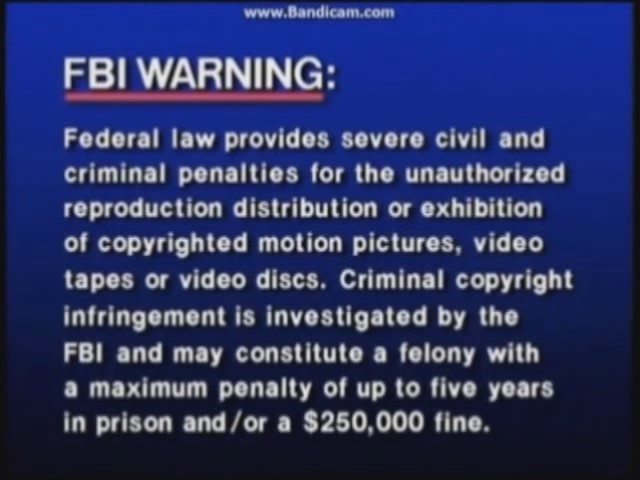 www.Bandicam.com
FBI WARNING:
Federal law provides severe civil and
criminal penalties for the unauthorized
reproduction distribution or exhibition
of copyrighted motion pictures, video
tapes or video discs. Criminal copyright
infringement is investigated by the
FBI and may constitute a felony with
a maximum penalty of up to five years
in prison and/or a $250,000 fine.